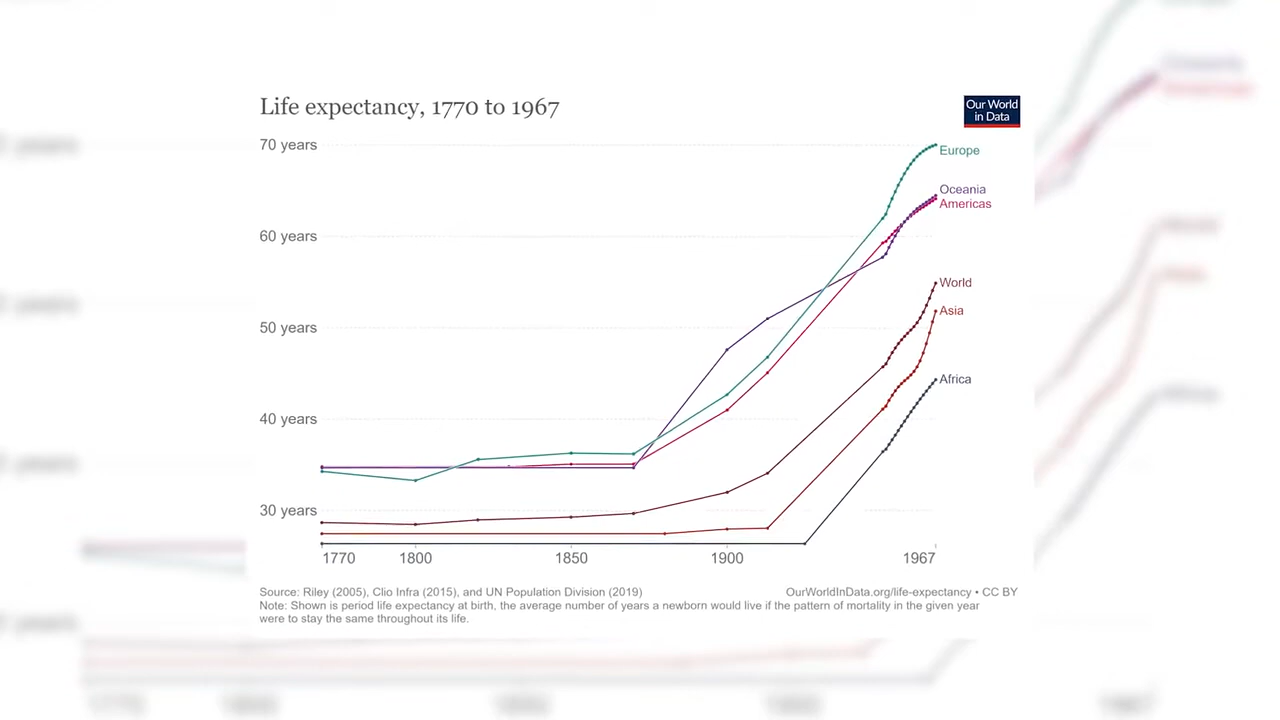 Life expectancy, 1770 to 1967
Our World
in Data
70 years
60 years
50 years
40 years
30 years
Europe
Oceania
Americas
World
Asia
Africa
1770
1800
1850
1900
1967
Source: Riley (2005), Clio Infra (2015), and UN Population Division (2019)
OurWorldInData.org/life-expectancy • CC BY
Note: Shown is period life expectancy at birth, the average number of years a newborn would live if the pattern of mortality in the given year
were to stay the same throughout its life.